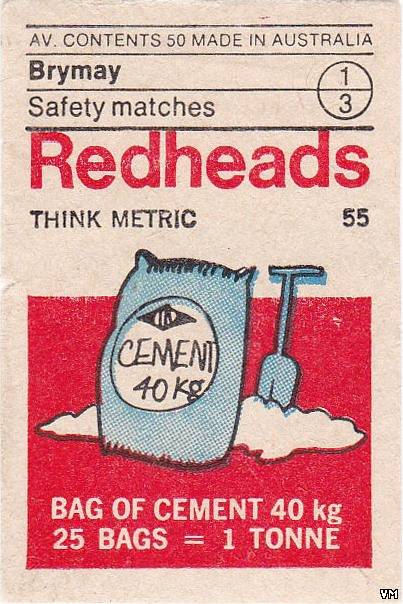 AV. CONTENTS 50 MADE IN AUSTRALIA
Brymay
1
3
Safety matches
Redheads
THINK METRIC 55
CEMENT
40 kg
BAG OF CEMENT 40 kg
25 BAGS = 1 TONNE
VM